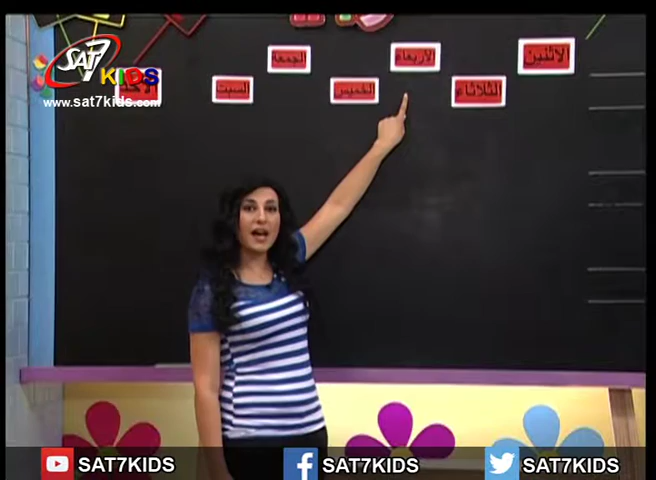 SAT7
KIDS
www.sat7kids.com
الاثنين
الثلاثاء
الأربعاء
الخميس
الجمعة
السبت
الأحد
SAT7KIDS
SAT7KIDS
SAT7KIDS